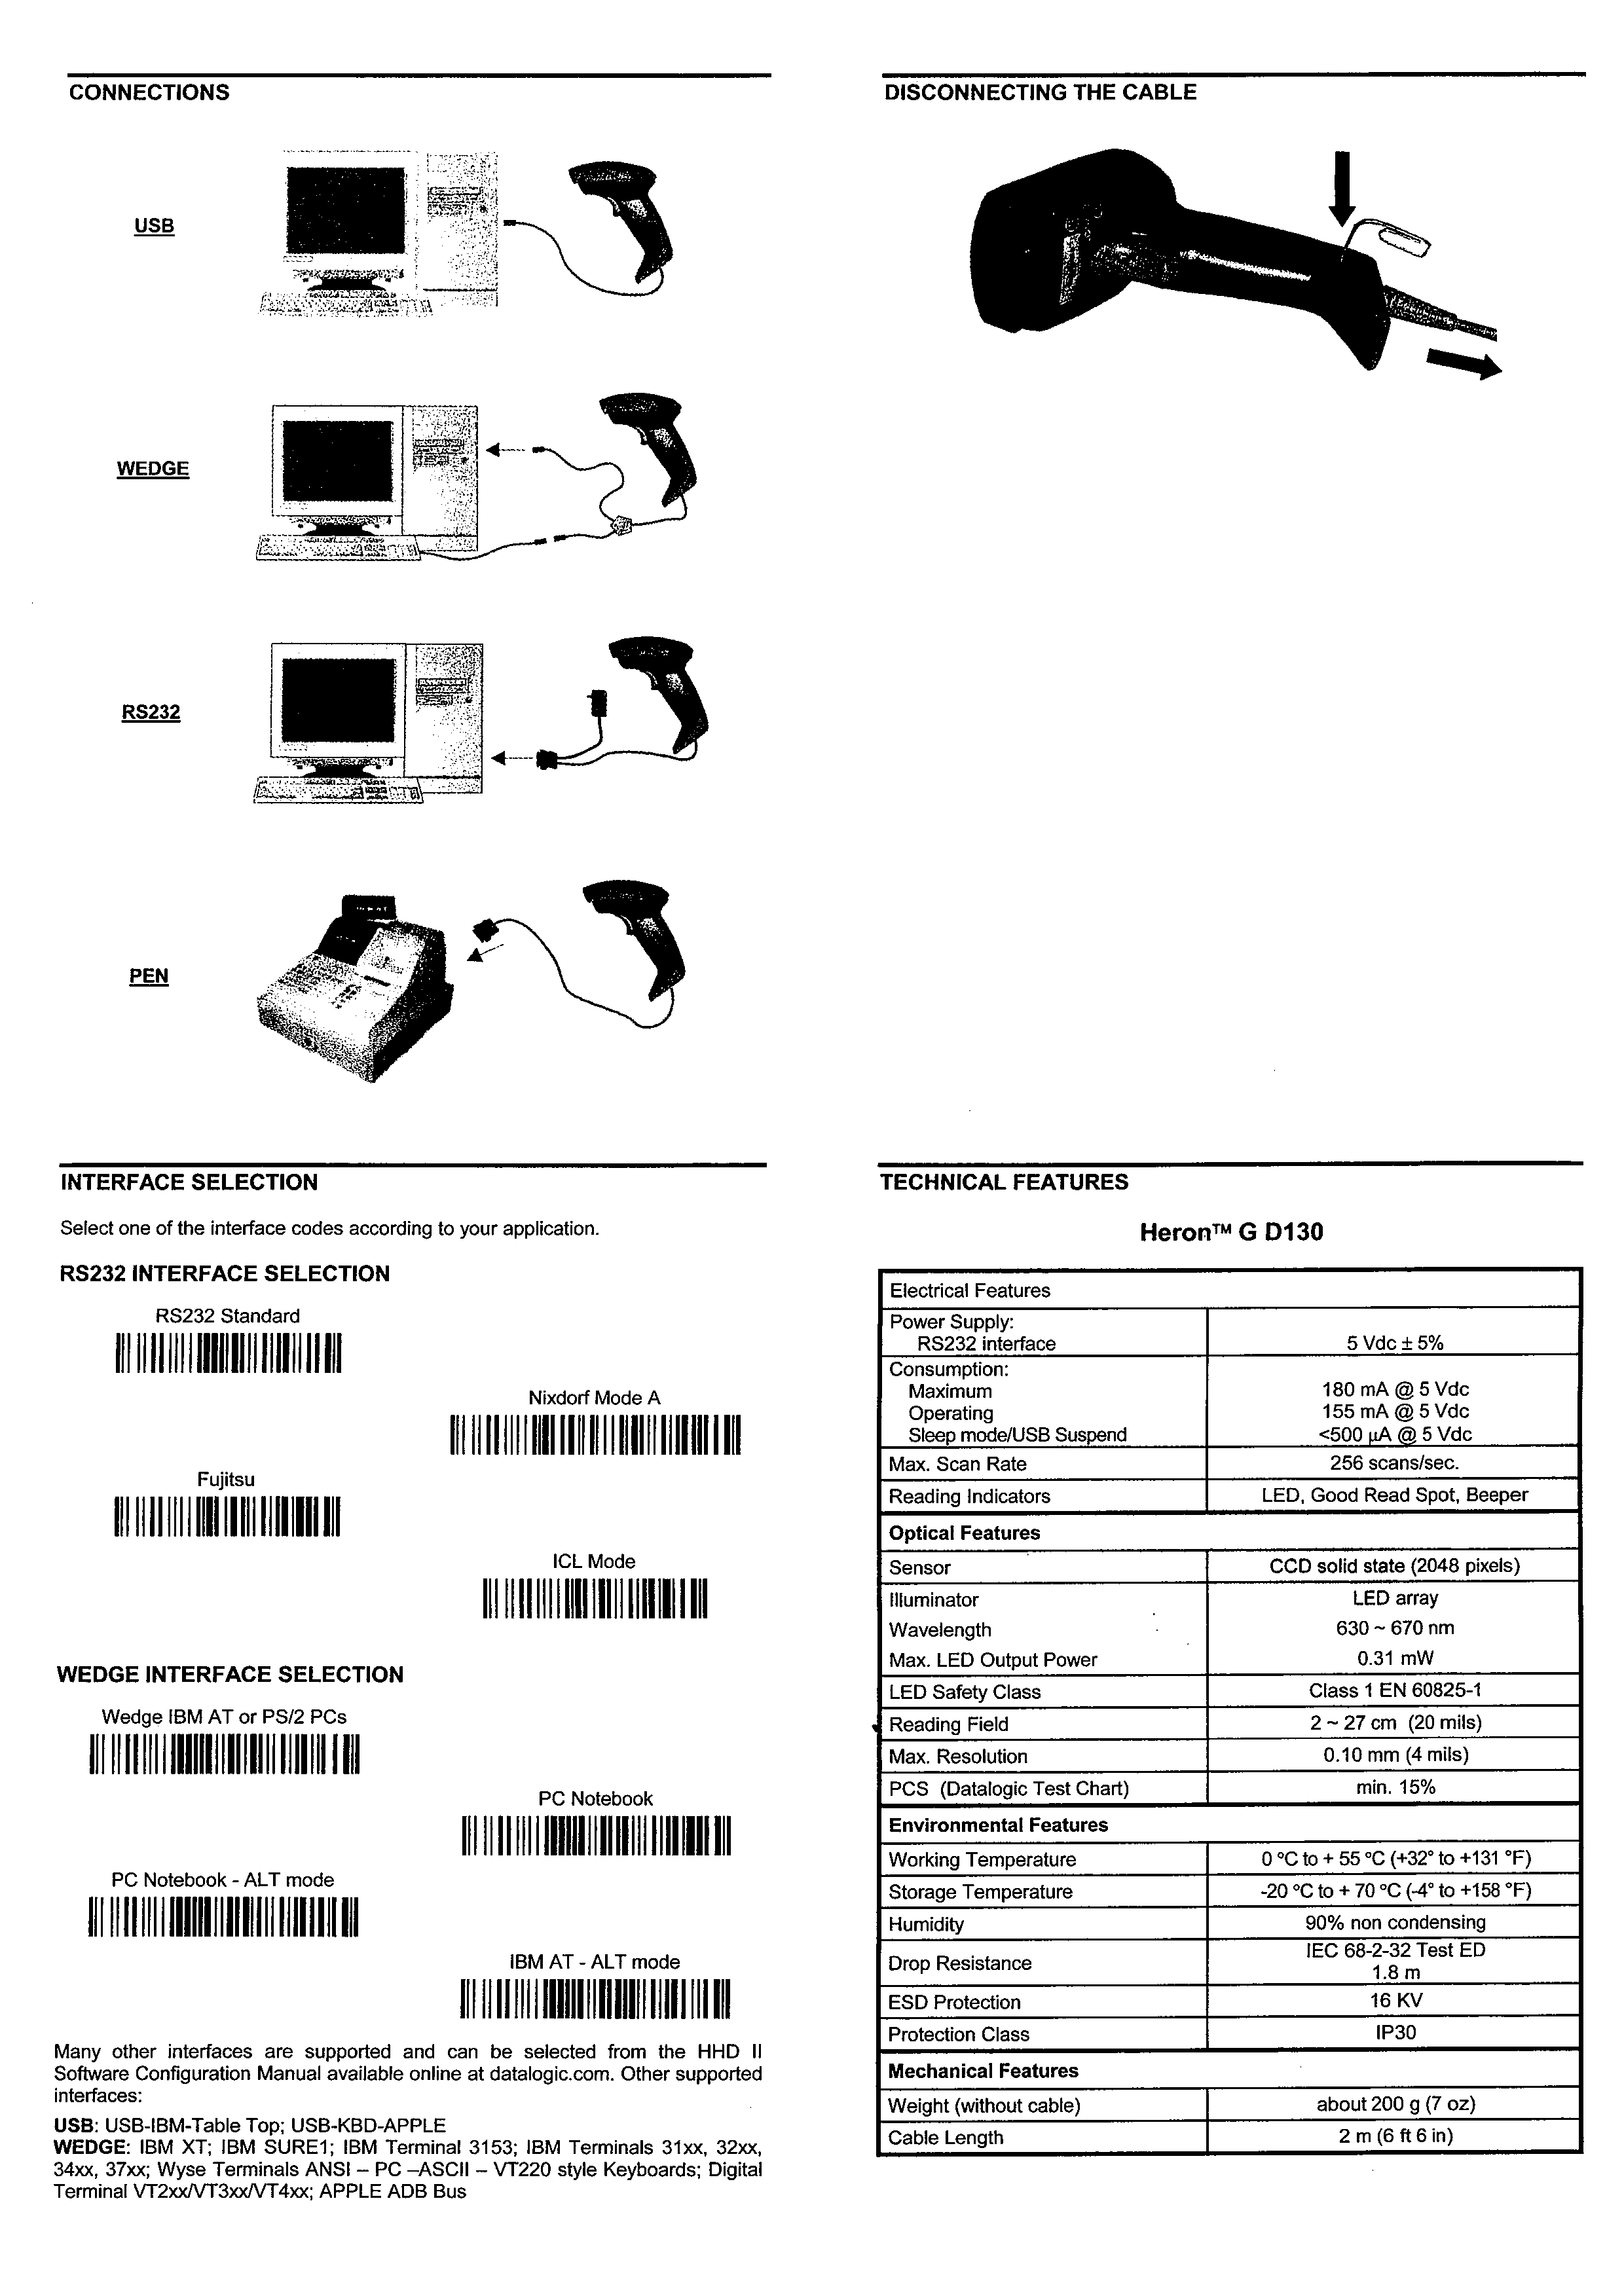 CONNECTIONS
USB
WEDGE
RS232
PEN
DISCONNECTING THE CABLE
INTERFACE SELECTION
Select one of the interface codes according to your application.
RS232 INTERFACE SELECTION
RS232 Standard
Nixdorf Mode A
Fujitsu
ICL Mode
WEDGE INTERFACE SELECTION
Wedge IBM AT or PS/2 PCs
PC Notebook
PC Notebook - ALT mode
IBM AT - ALT mode
Many other interfaces are supported and can be selected from the HHD II
Software Configuration Manual available online at datalogic.com. Other supported
interfaces:
USB: USB-IBM-Table Top; USB-KBD-APPLE
WEDGE: IBM XT; IBM SURE1; IBM Terminal 3153; IBM Terminals 31xx, 32xx,
34xx, 37xx; Wyse Terminals ANSI – PC –ASCII – VT220 style Keyboards; Digital
Terminal VT2xx/VT3xx/VT4xx; APPLE ADB Bus
TECHNICAL FEATURES
Heron™ G D130
Electrical Features
Power Supply:
RS232 interface 5 Vdc ± 5%
Consumption:
Maximum 180 mA @ 5 Vdc
Operating 155 mA @ 5 Vdc
Sleep mode/USB Suspend <500 µA @ 5 Vdc
Max. Scan Rate 256 scans/sec.
Reading Indicators LED, Good Read Spot, Beeper
Optical Features
Sensor CCD solid state (2048 pixels)
Illuminator LED array
Wavelength 630 ~ 670 nm
Max. LED Output Power 0.31 mW
LED Safety Class Class 1 EN 60825-1
Reading Field 2 ~ 27 cm (20 mils)
Max. Resolution 0.10 mm (4 mils)
PCS (Datalogic Test Chart) min. 15%
Environmental Features
Working Temperature 0 °C to + 55 °C (+32° to +131 °F)
Storage Temperature -20 °C to + 70 °C (-4° to +158 °F)
Humidity 90% non condensing
Drop Resistance IEC 68-2-32 Test ED
1.8 m
ESD Protection 16 KV
Protection Class IP30
Mechanical Features
Weight (without cable) about 200 g (7 oz)
Cable Length 2 m (6 ft 6 in)